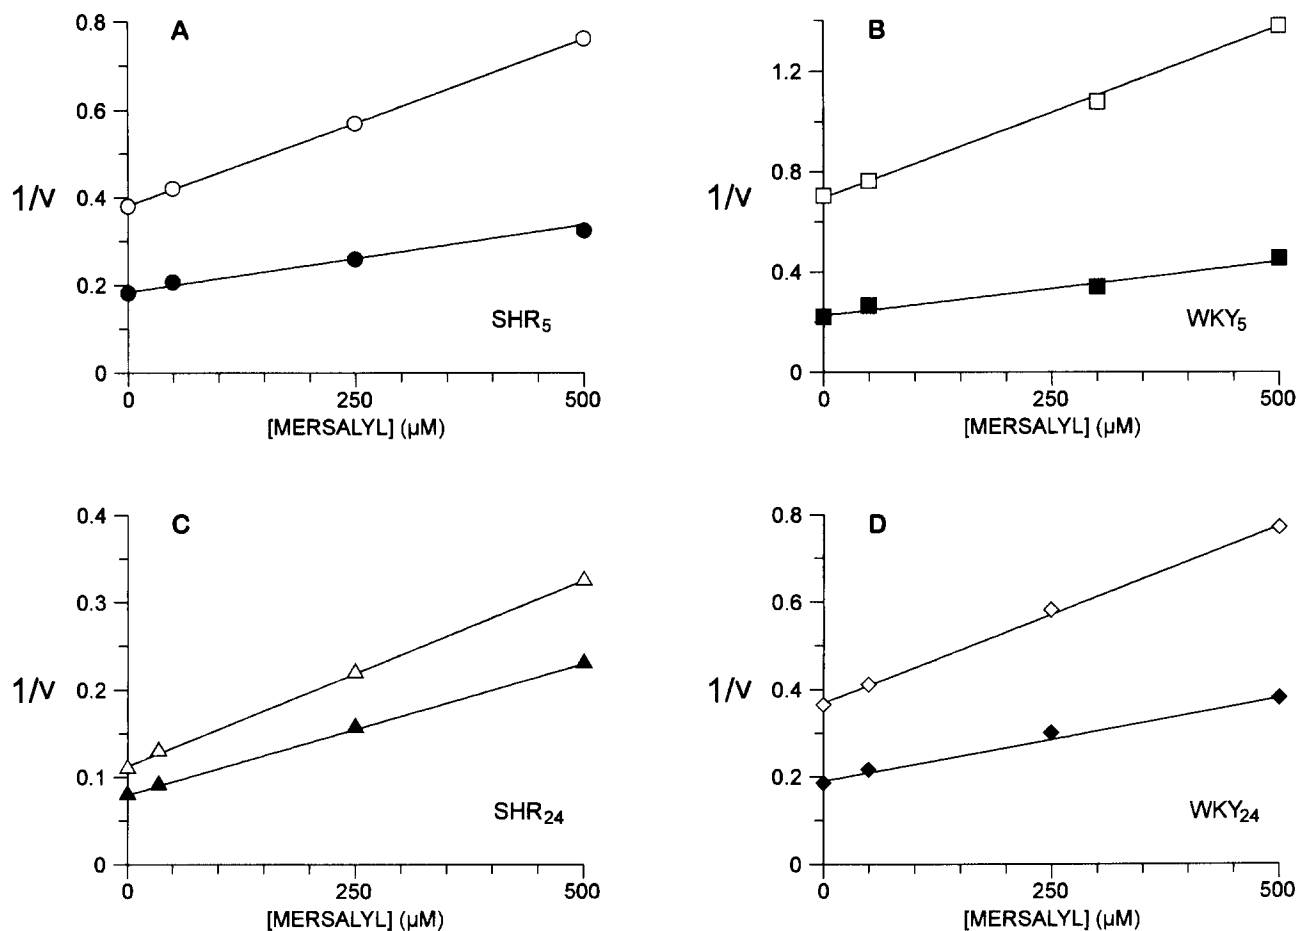 A
0.8
0.6
1/v 0.4
0.2
0
SHR5
0 250 500
[MERSALYL] (µM)
B
1.2
1/v 0.8
0.4
0
WKY5
0 250 500
[MERSALYL] (µM)
C
0.4
0.3
1/v 0.2
0.1
0
SHR24
0 250 500
[MERSALYL] (µM)
D
0.8
0.6
1/v 0.4
0.2
0
WKY24
0 250 500
[MERSALYL] (µM)